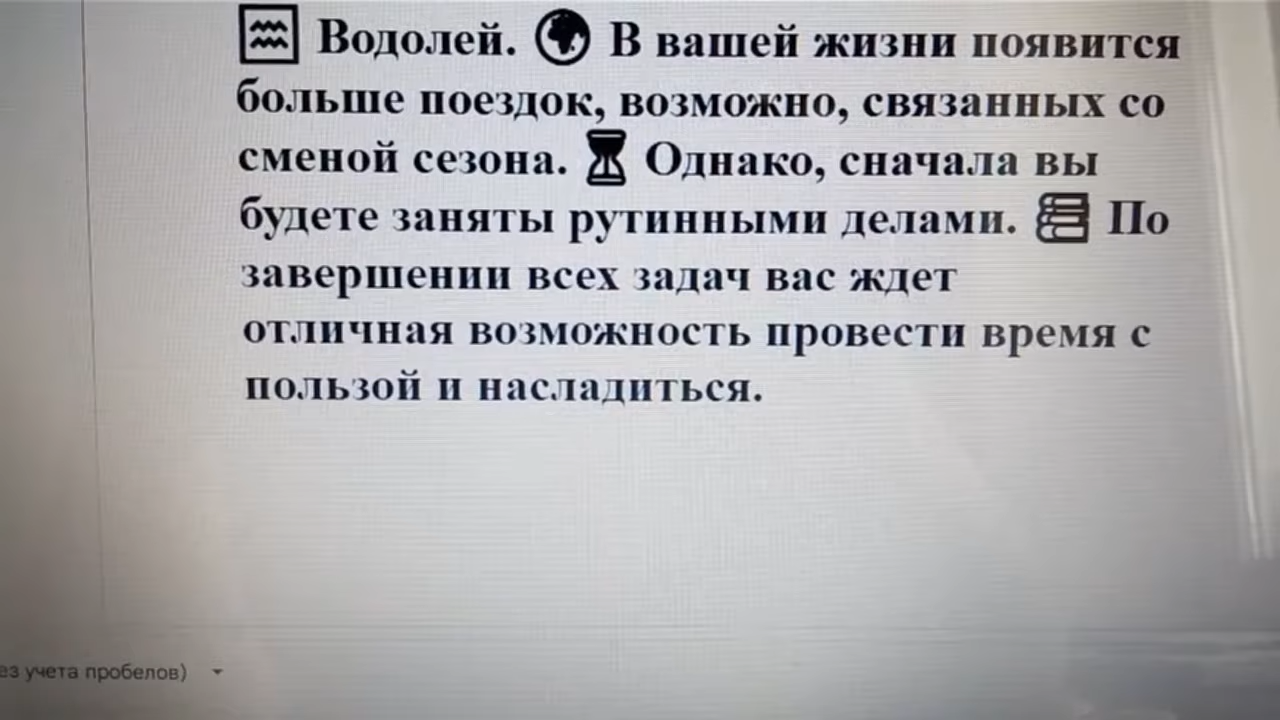 ♒ Водолей. 🌍 В вашей жизни появится
больше поездок, возможно, связанных со
сменой сезона. ⏳ Однако, сначала вы
будете заняты рутинными делами. 📚 По
завершении всех задач вас ждет
отличная возможность провести время с
пользой и насладиться.
учета пробелов)